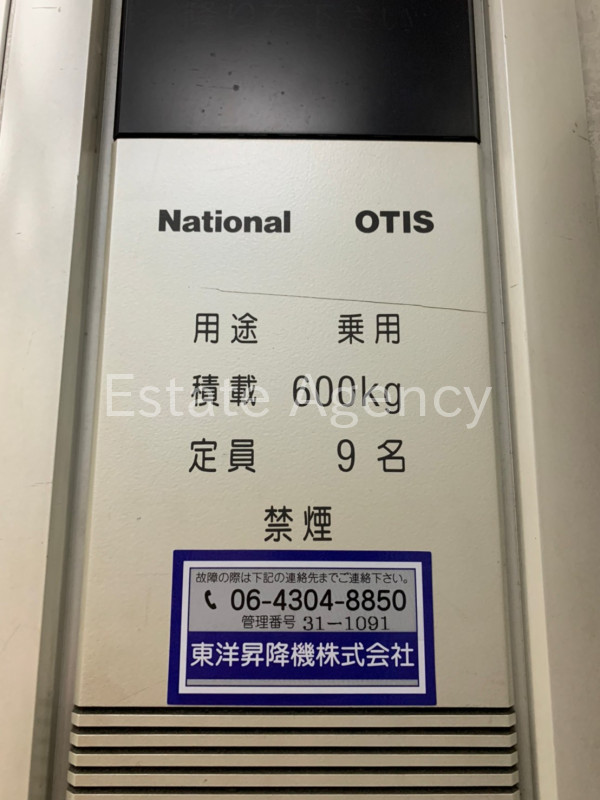 National OTIS
用途 乗用
積載 600kg
Estate Agency
定員 9名
禁煙
故障の際は下記の連絡先までご連絡下さい。
06-4304-8850
管理番号 31-1091
東洋昇降機株式会社